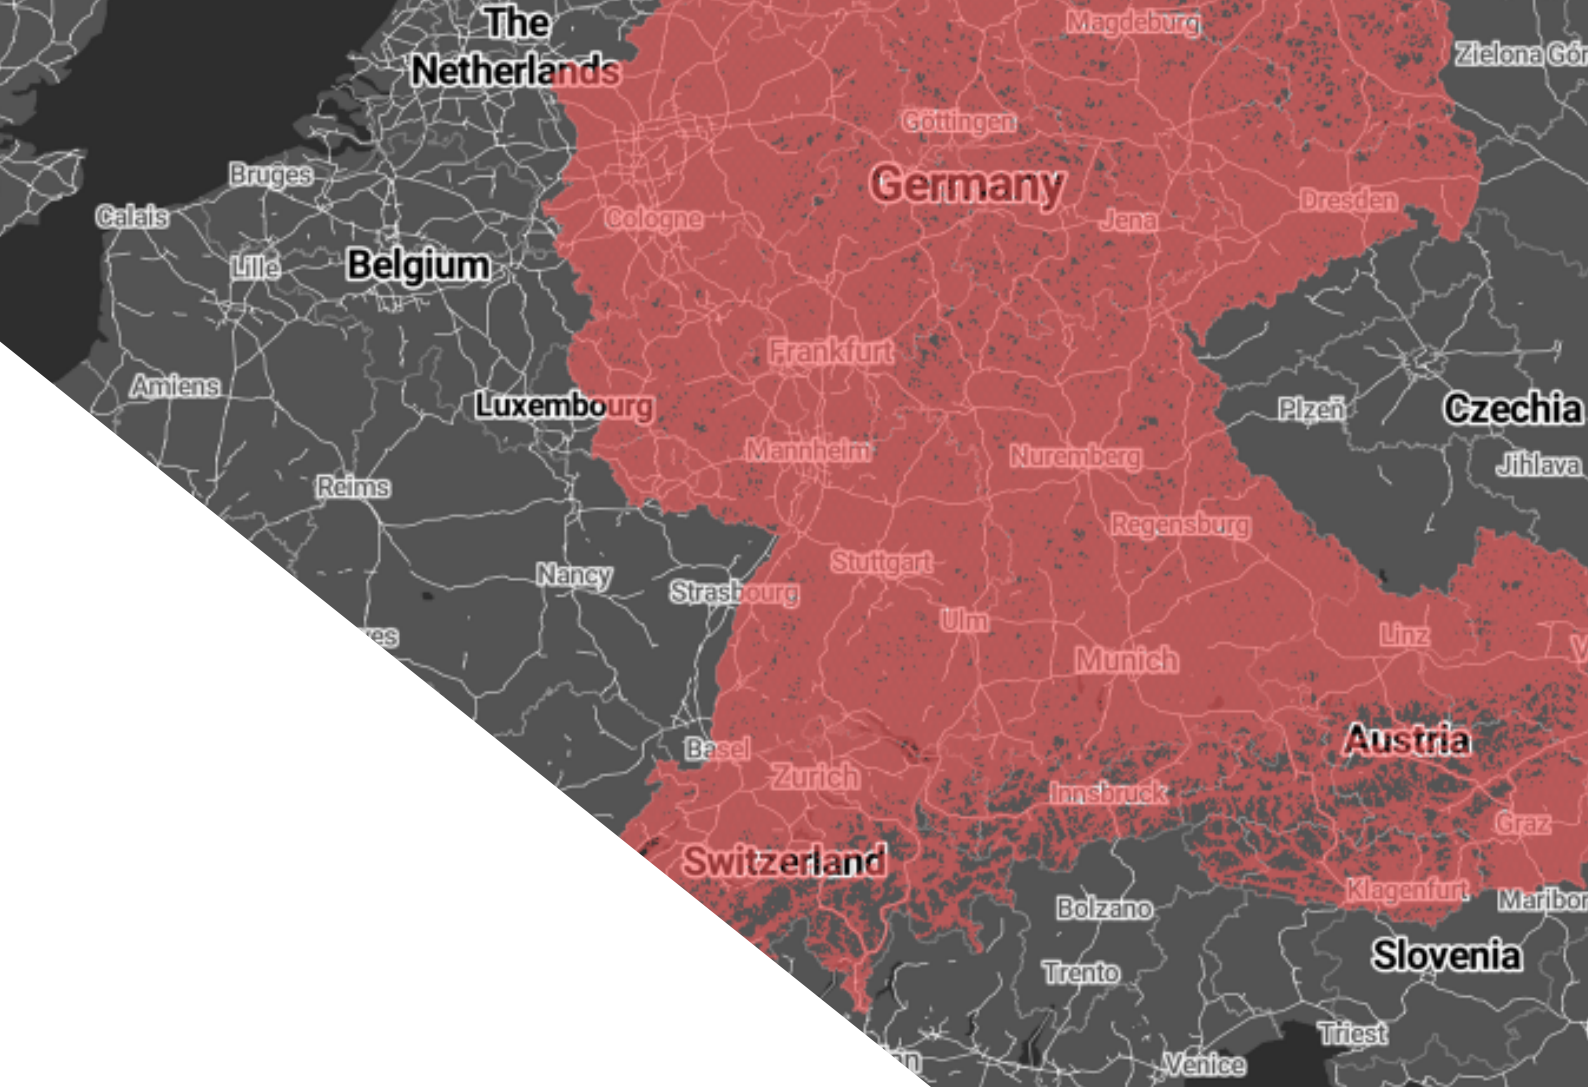 The
Netherlands
Magdeburg
Zielona Gór
Göttingen
Bruges
Germany
Calais
Cologne
Jena
Dresden
Lille
Belgium
Frankfurt
Amiens
Luxembourg
Plzeň
Czechia
Mannheim
Nuremberg
Jihlava
Reims
Regensburg
Stuttgart
Nancy
Strasbourg
Ulm
Linz
V
yes
Munich
Basel
Austria
Zurich
Innsbruck
Graz
Switzerland
Klagenfurt
Maribor
Bolzano
Slovenia
Trento
Triest
an
Venice